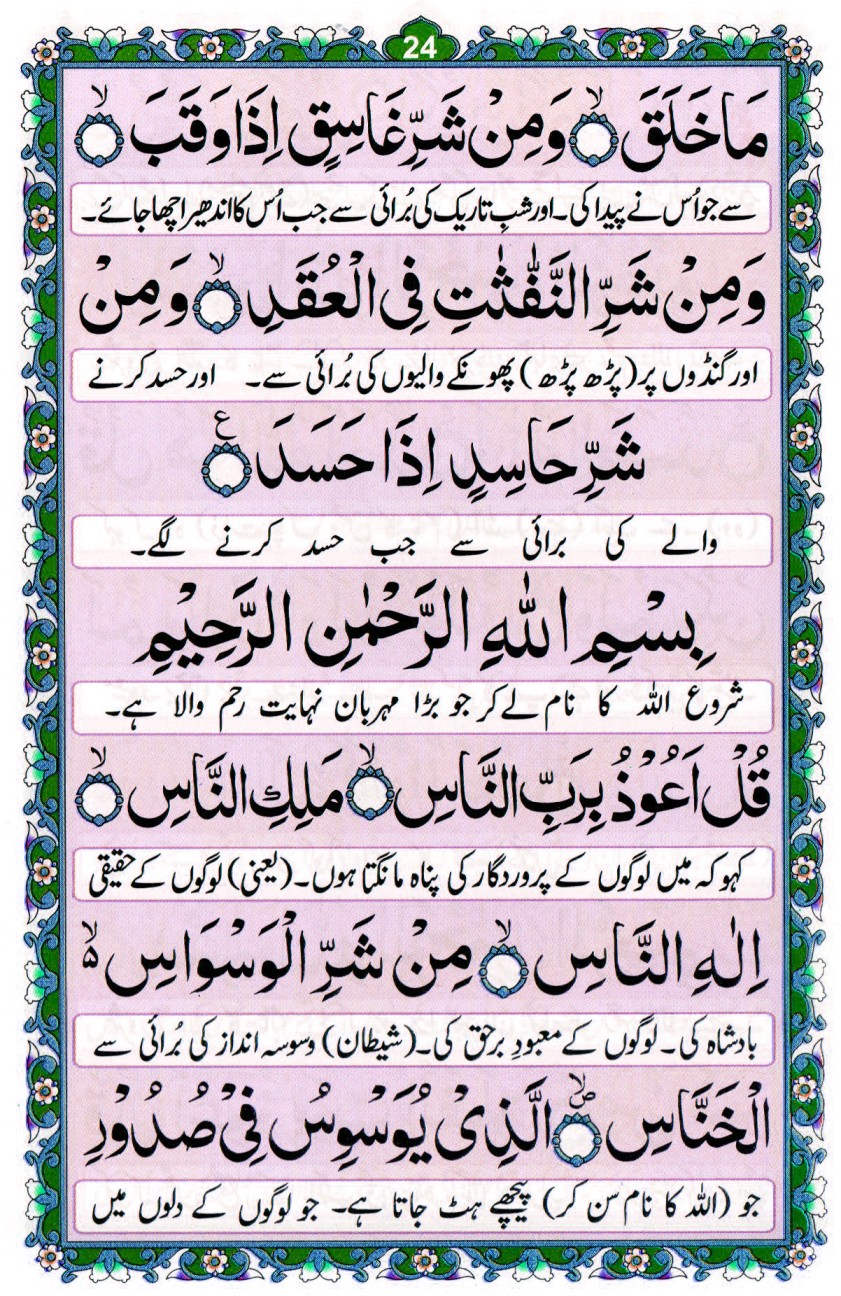 24
مَا خَلَقَ ۙ وَمِنْ شَرِّ غَاسِقٍ اِذَا وَقَبَ ۙ
سے جو اُس نے پیدا کی۔ اور شبِ تاریک کی بُرائی سے جب اُس کا اندھیرا چھا جائے۔
وَمِنْ شَرِّ النَّفّٰثٰتِ فِى الْعُقَدِ ۙ وَمِنْ
اور گنڈوں پر (پڑھ پڑھ) پھونکنے والیوں کی بُرائی سے۔ اور حسد کرنے
شَرِّ حَاسِدٍ اِذَا حَسَدَ ع
والے کی برائی سے جب حسد کرنے لگے۔
بِسْمِ اللهِ الرَّحْمٰنِ الرَّحِيْمِ
شروع اللہ کا نام لے کر جو بڑا مہربان نہایت رحم والا ہے۔
قُلْ اَعُوْذُ بِرَبِّ النَّاسِ ۙ مَلِكِ النَّاسِ ۙ
کہو کہ میں لوگوں کے پروردگار کی پناہ مانگتا ہوں۔ (یعنی) لوگوں کے حقیقی
اِلٰهِ النَّاسِ ۙ مِنْ شَرِّ الْوَسْوَاسِ ۙ۬
بادشاہ کی۔ لوگوں کے معبودِ برحق کی۔ (شیطان) وسوسہ انداز کی بُرائی سے
الْخَنَّاسِ ۙص الَّذِىْ يُوَسْوِسُ فِىْ صُدُوْرِ
جو (اللہ کا نام سن کر) پیچھے ہٹ جاتا ہے۔ جو لوگوں کے دلوں میں